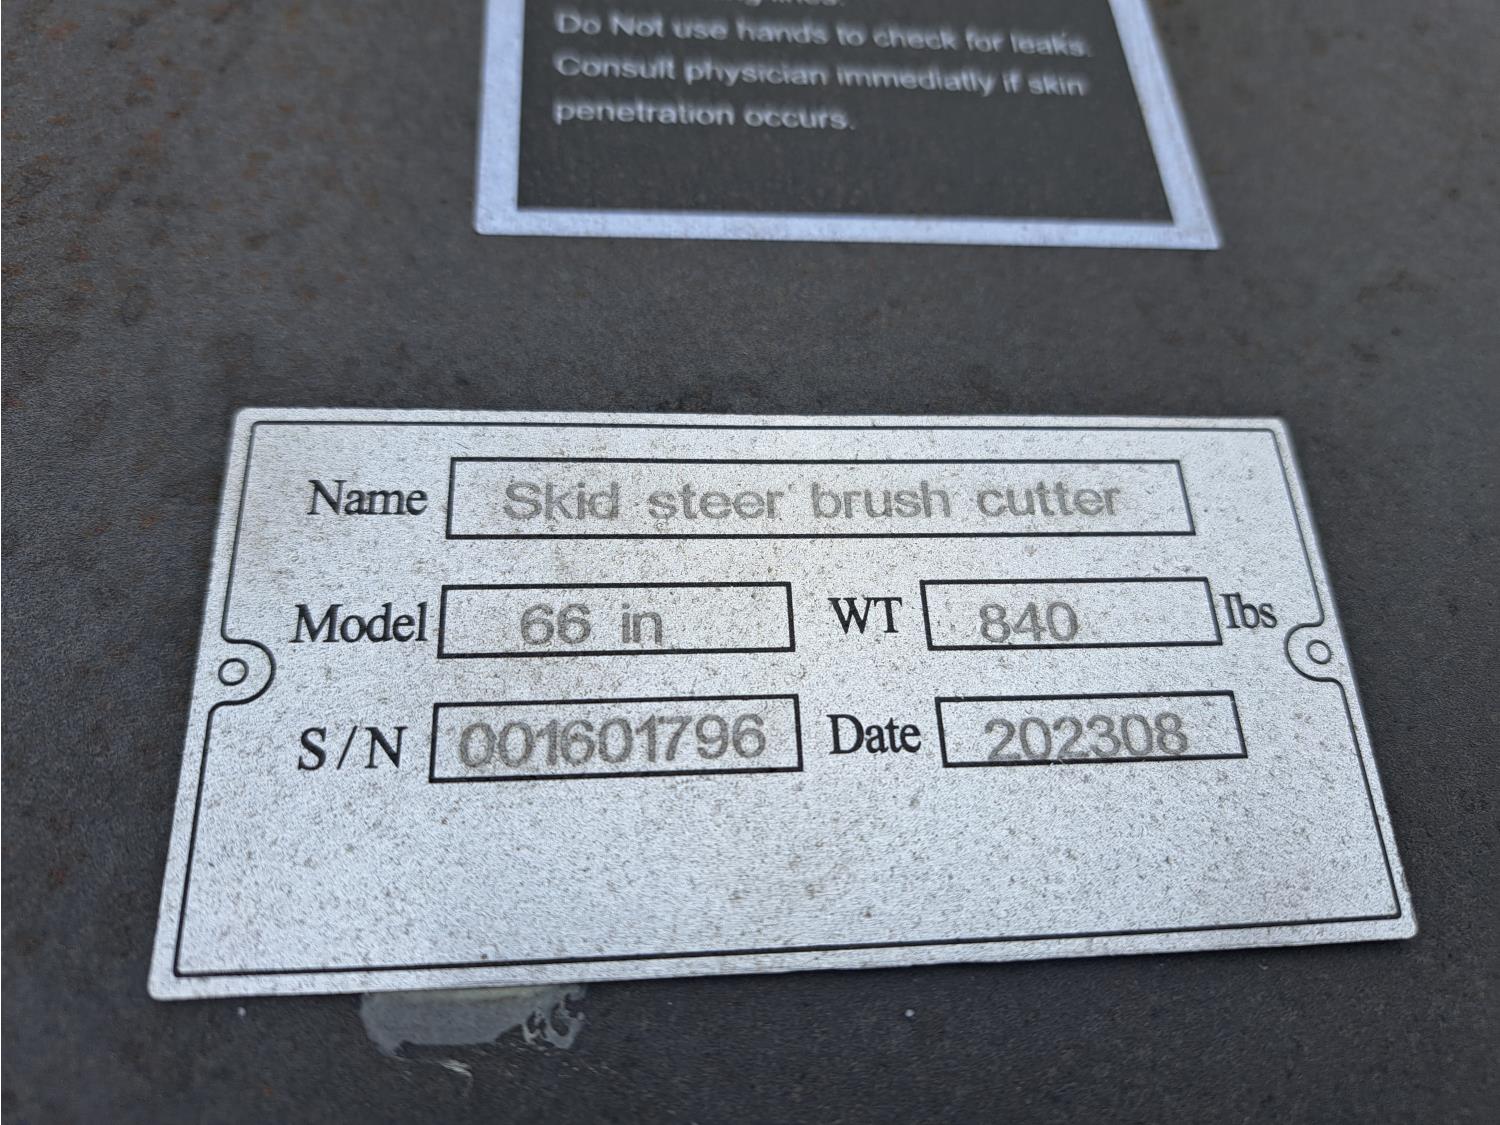 Do Not use hands to check for leaks.
Consult physician immediatly if skin
penetration occurs.
Name Skid steer brush cutter
Model 66 in WT 840 lbs
S/N 001601796 Date 202308